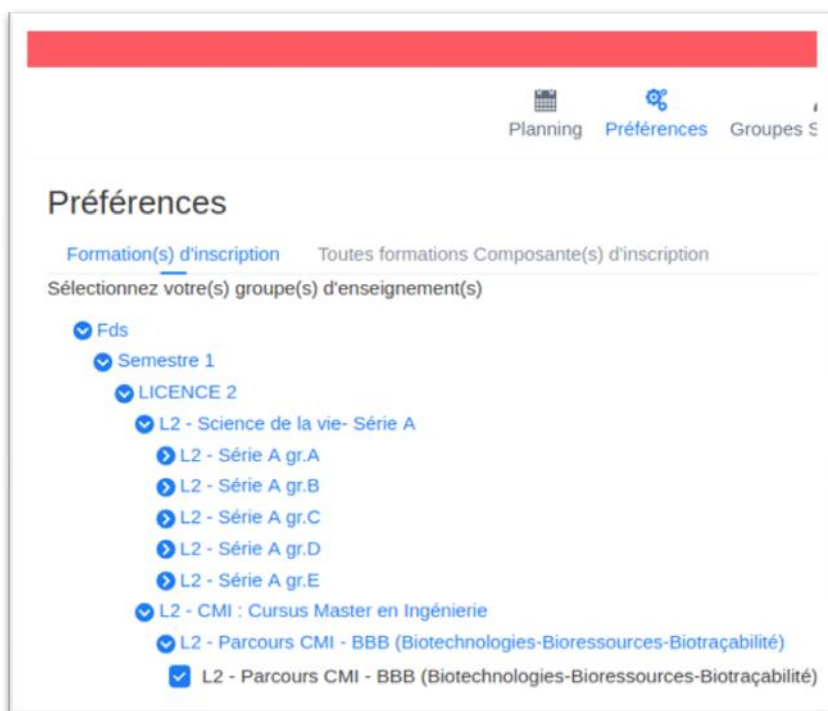 Planning Préférences Groupes S
Préférences
Formation(s) d'inscription Toutes formations Composante(s) d'inscription
Sélectionnez votre(s) groupe(s) d'enseignement(s)
Fds
Semestre 1
LICENCE 2
L2 - Science de la vie- Série A
L2 - Série A gr.A
L2 - Série A gr.B
L2 - Série A gr.C
L2 - Série A gr.D
L2 - Série A gr.E
L2 - CMI : Cursus Master en Ingénierie
L2 - Parcours CMI - BBB (Biotechnologies-Bioressources-Biotraçabilité)
L2 - Parcours CMI - BBB (Biotechnologies-Bioressources-Biotraçabilité)